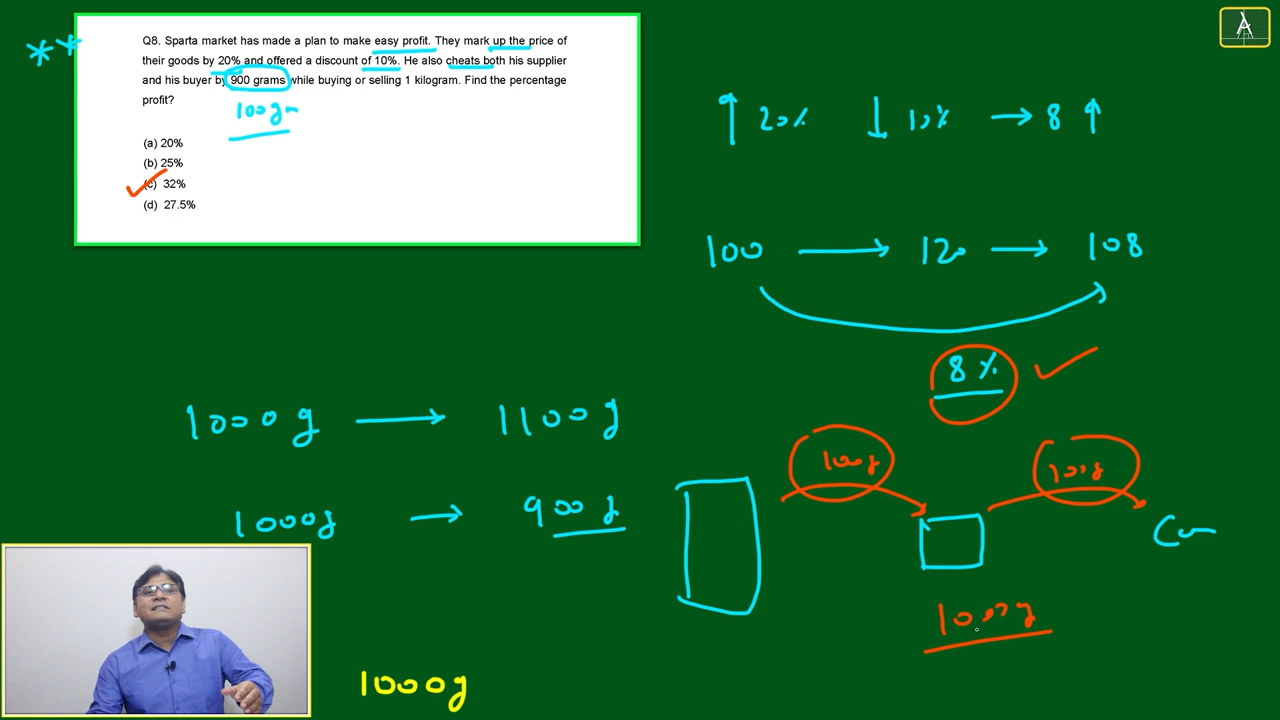 Q8. Sparta market has made a plan to make easy profit. They mark up the price of
their goods by 20% and offered a discount of 10%. He also cheats both his supplier
and his buyer by 900 grams while buying or selling 1 kilogram. Find the percentage
profit?
100gm
(a) 20%
(b) 25%
(c) 32%
(d) 27.5%
↑ 20% ↓ 10% → 8 ↑
100 → 120 → 108
8 %
1000g → 1100g
1000g → 900g
100g 100g
1000g
1000g